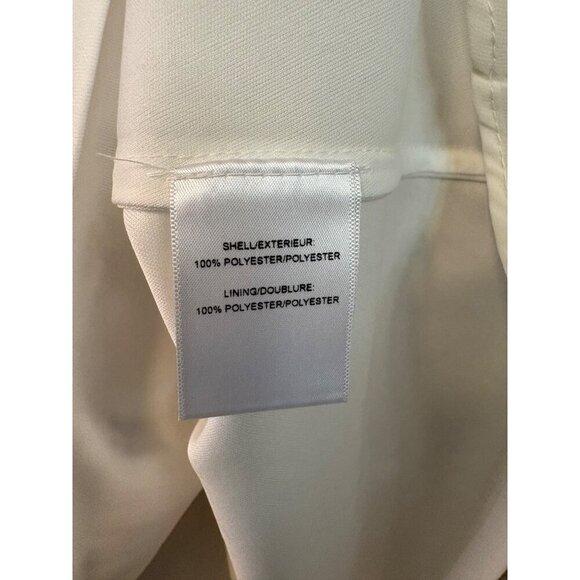 SHELL/EXTERIEUR:
100% POLYESTER/POLYESTER
LINING/DOUBLURE:
100% POLYESTER/POLYESTER